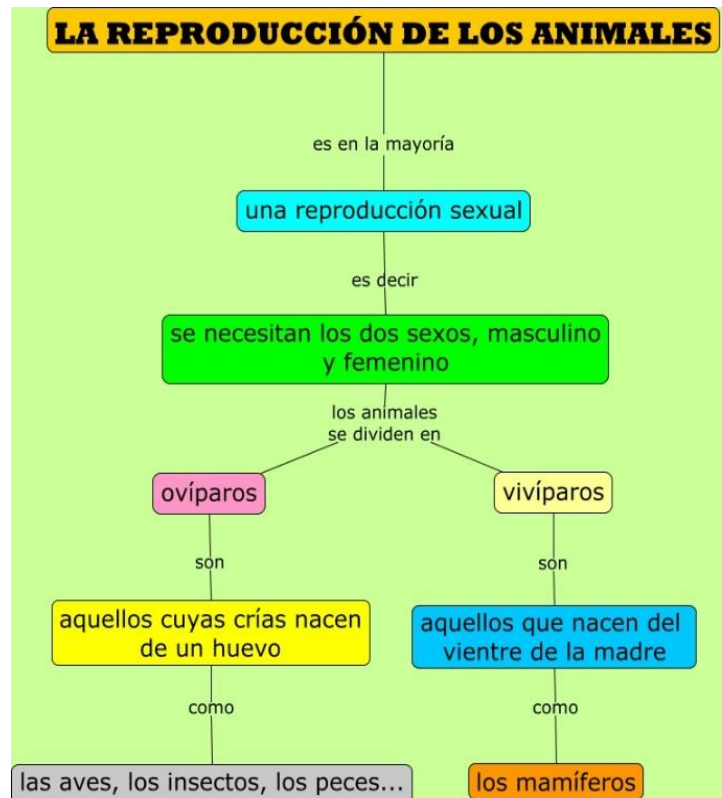 LA REPRODUCCIÓN DE LOS ANIMALES
es en la mayoría
una reproducción sexual
es decir
se necesitan los dos sexos, masculino
y femenino
los animales
se dividen en
ovíparos
vivíparos
son
son
aquellos cuyas crías nacen
de un huevo
aquellos que nacen del
vientre de la madre
como
como
las aves, los insectos, los peces...
los mamíferos